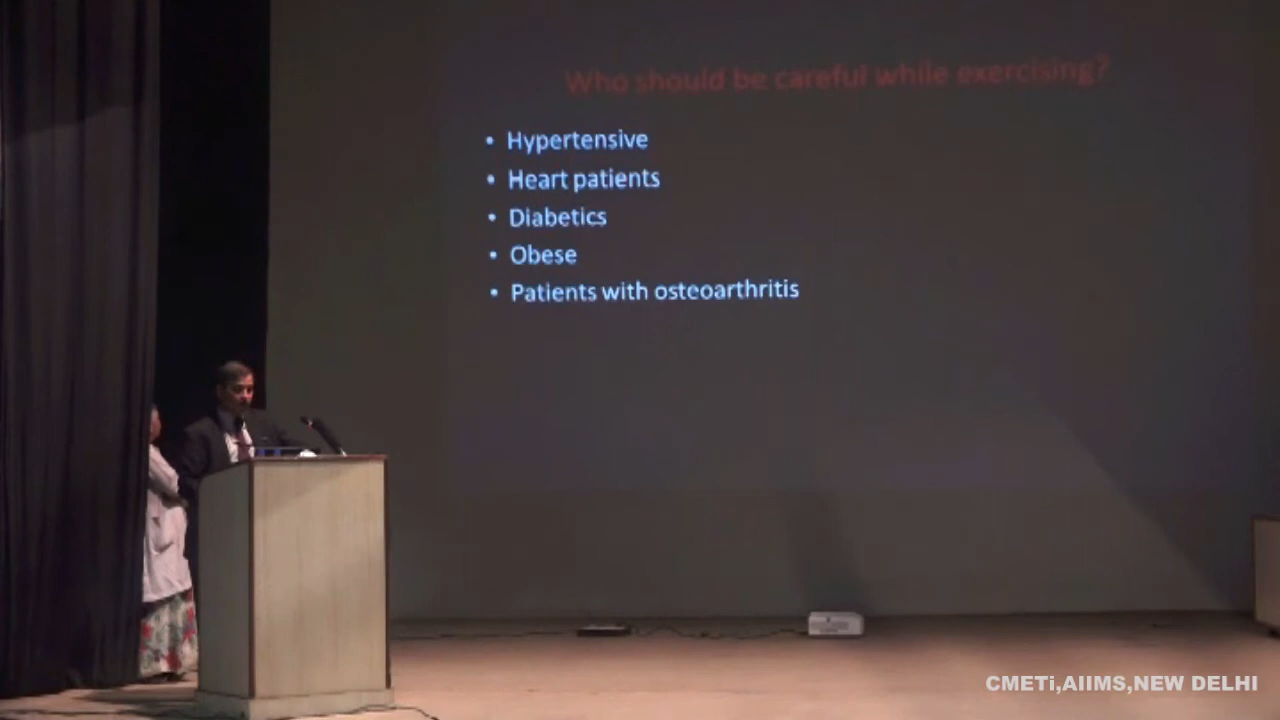 Who should be careful while exercising?
• Hypertensive
• Heart patients
• Diabetics
• Obese
• Patients with osteoarthritis
CMETi,AIIMS,NEW DELHI